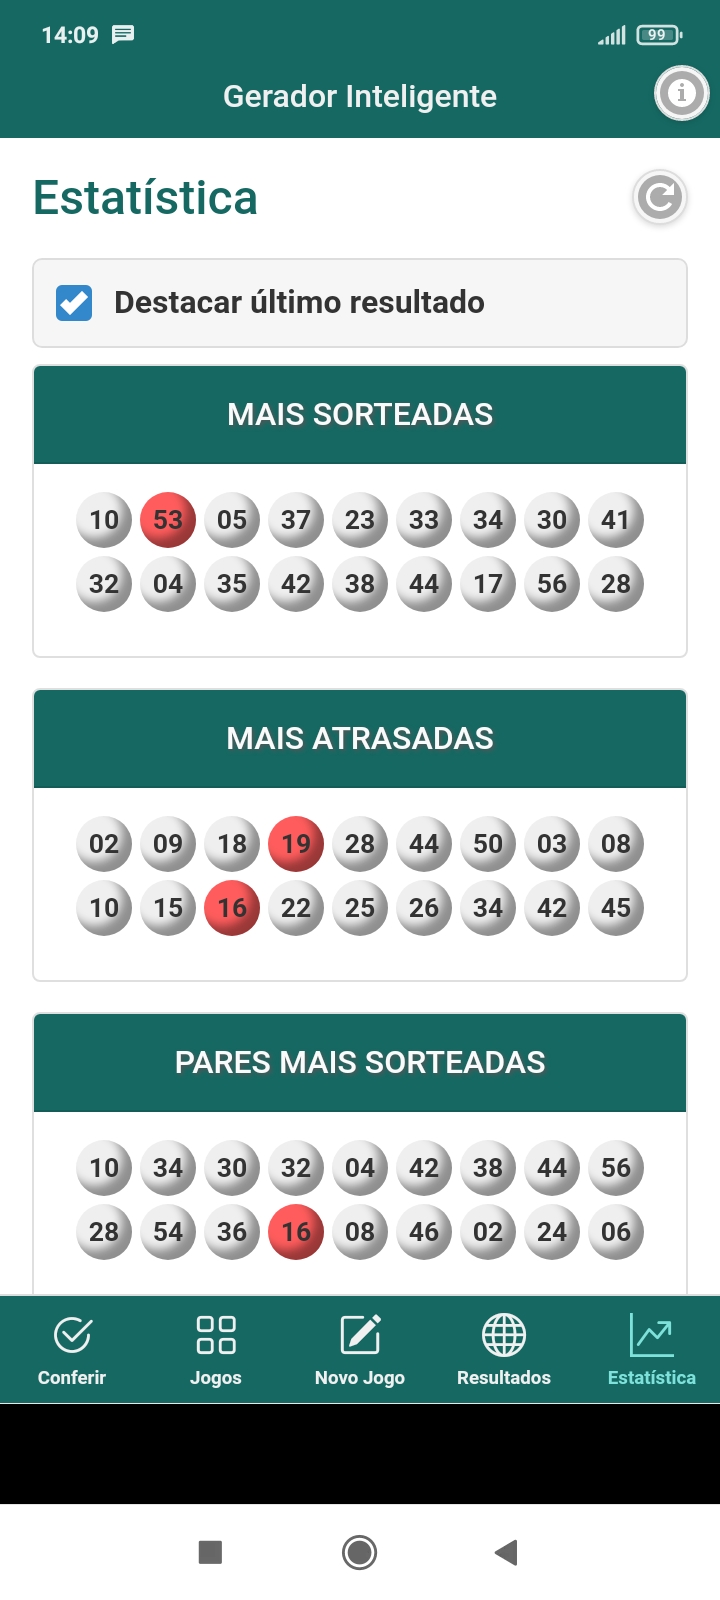 14:09
99
Gerador Inteligente
i
Estatística
Destacar último resultado
MAIS SORTEADAS
10 53 05 37 23 33 34 30 41
32 04 35 42 38 44 17 56 28
MAIS ATRASADAS
02 09 18 19 28 44 50 03 08
10 15 16 22 25 26 34 42 45
PARES MAIS SORTEADAS
10 34 30 32 04 42 38 44 56
28 54 36 16 08 46 02 24 06
Conferir Jogos Novo Jogo Resultados Estatística